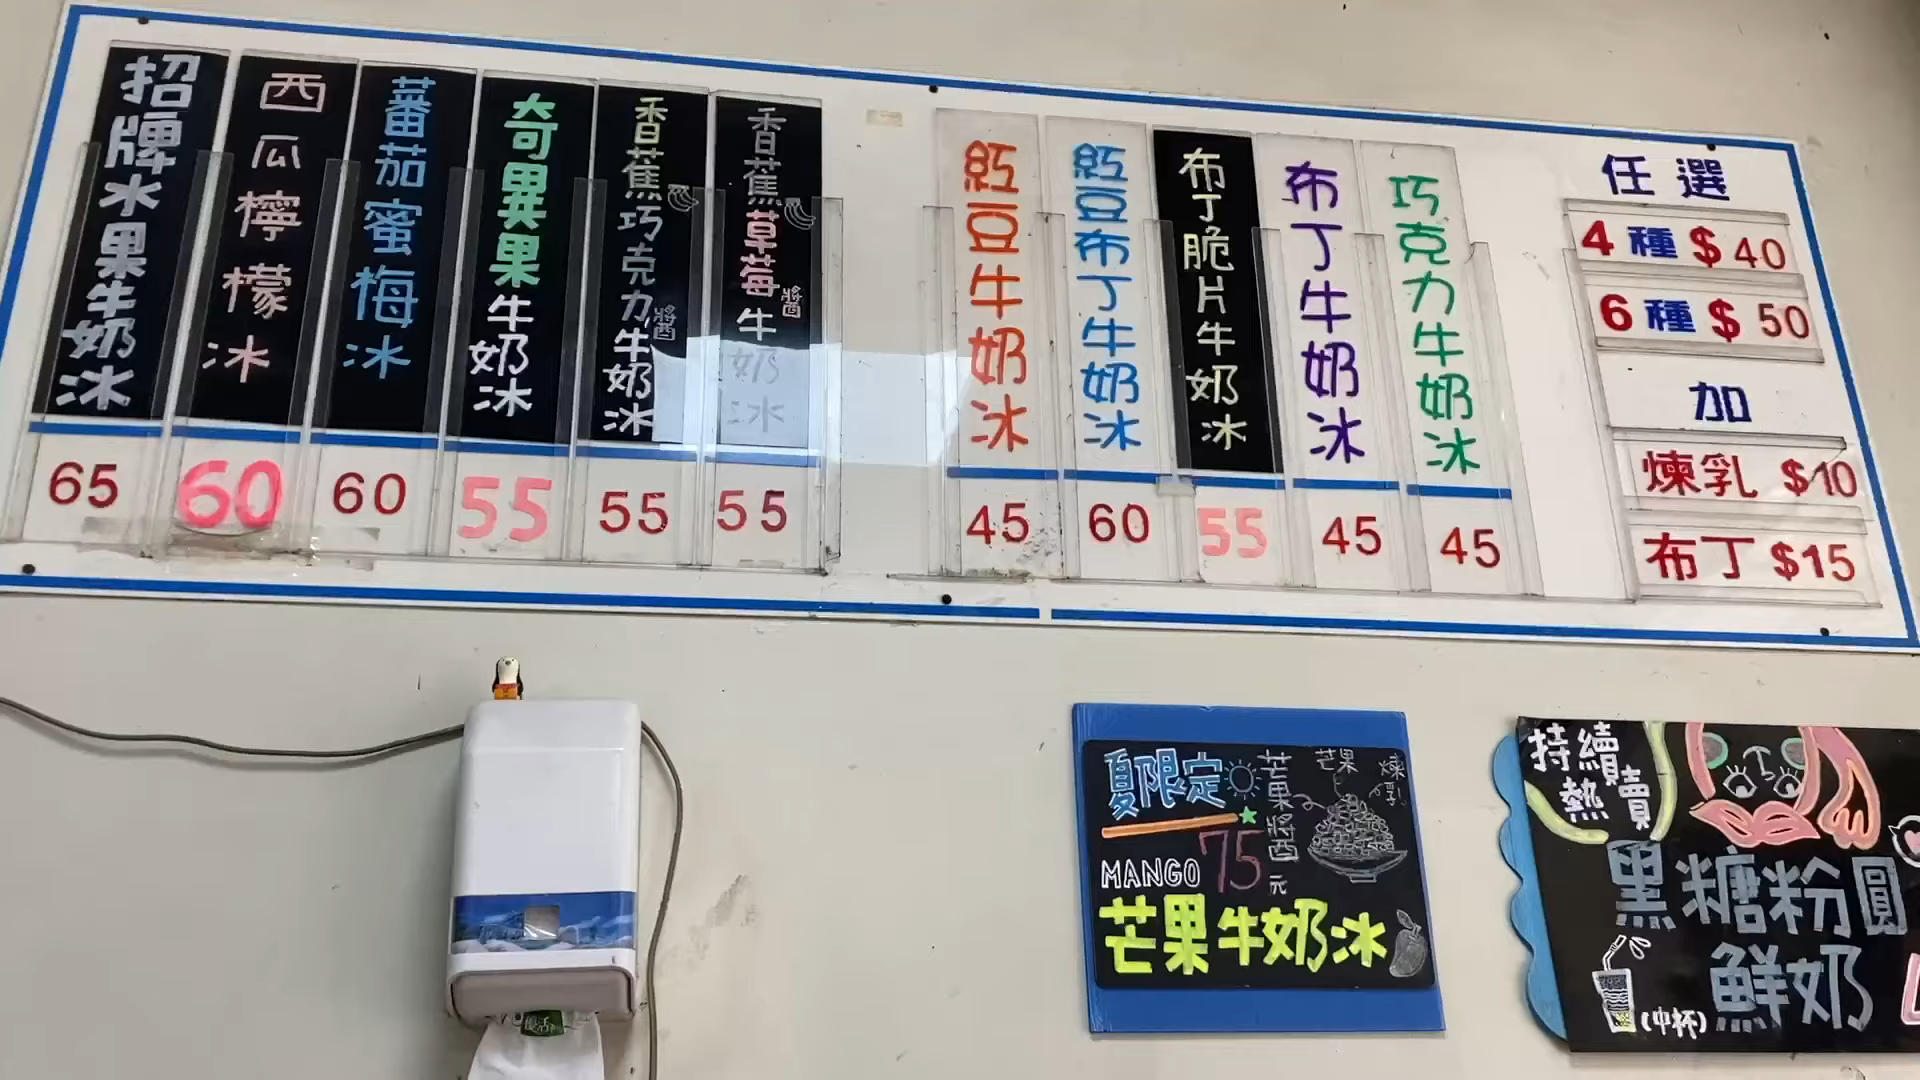 招牌水果牛奶冰
65
西瓜檸檬冰
60
蕃茄蜜梅冰
60
奇異果牛奶冰
55
香蕉巧克力醬牛奶冰
55
香蕉草莓醬牛奶冰
55
紅豆牛奶冰
45
紅豆布丁牛奶冰
60
布丁脆片牛奶冰
55
布丁牛奶冰
45
巧克力牛奶冰
45
任選
4種$40
6種$50
加
煉乳 $10
布丁$15
夏限定
芒果醬
芒果
煉乳
MANGO 75元
芒果牛奶冰
持續
熱賣
黑糖粉圓
鮮奶
(中杯)
優活